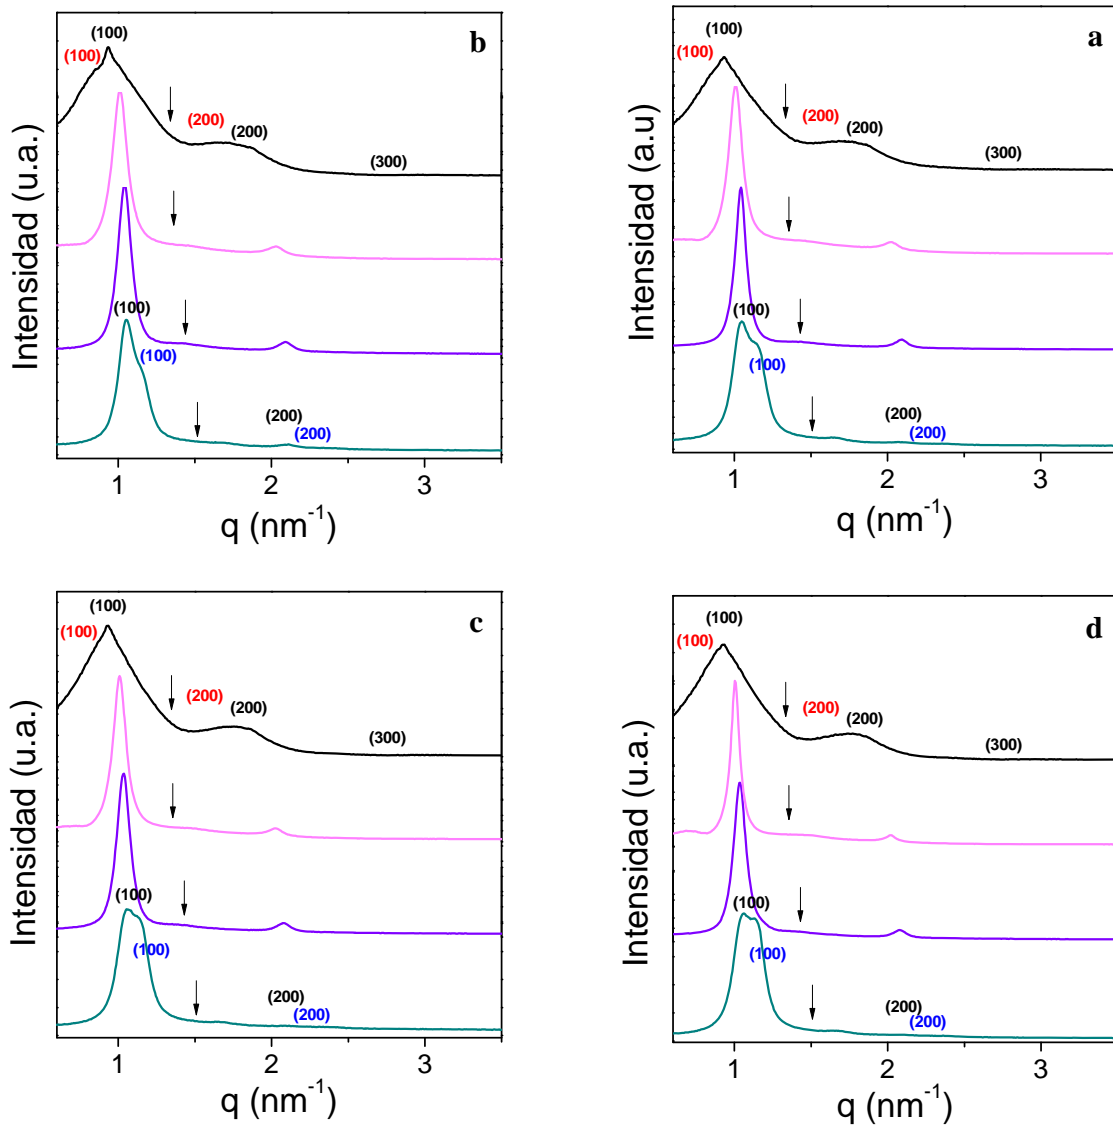 b
(100)
(100)
(200)
(200)
(300)
(100)
(100)
(200)
(200)
Intensidad (u.a.)
1 2 3
q (nm⁻¹)
a
(100)
(100)
(200)
(200)
(300)
(100)
(100)
(200)
(200)
Intensidad (a.u)
1 2 3
q (nm⁻¹)
c
(100)
(100)
(200)
(200)
(300)
(100)
(100)
(200)
(200)
Intensidad (u.a.)
1 2 3
q (nm⁻¹)
d
(100)
(100)
(200)
(200)
(300)
(100)
(100)
(200)
(200)
Intensidad (u.a.)
1 2 3
q (nm⁻¹)